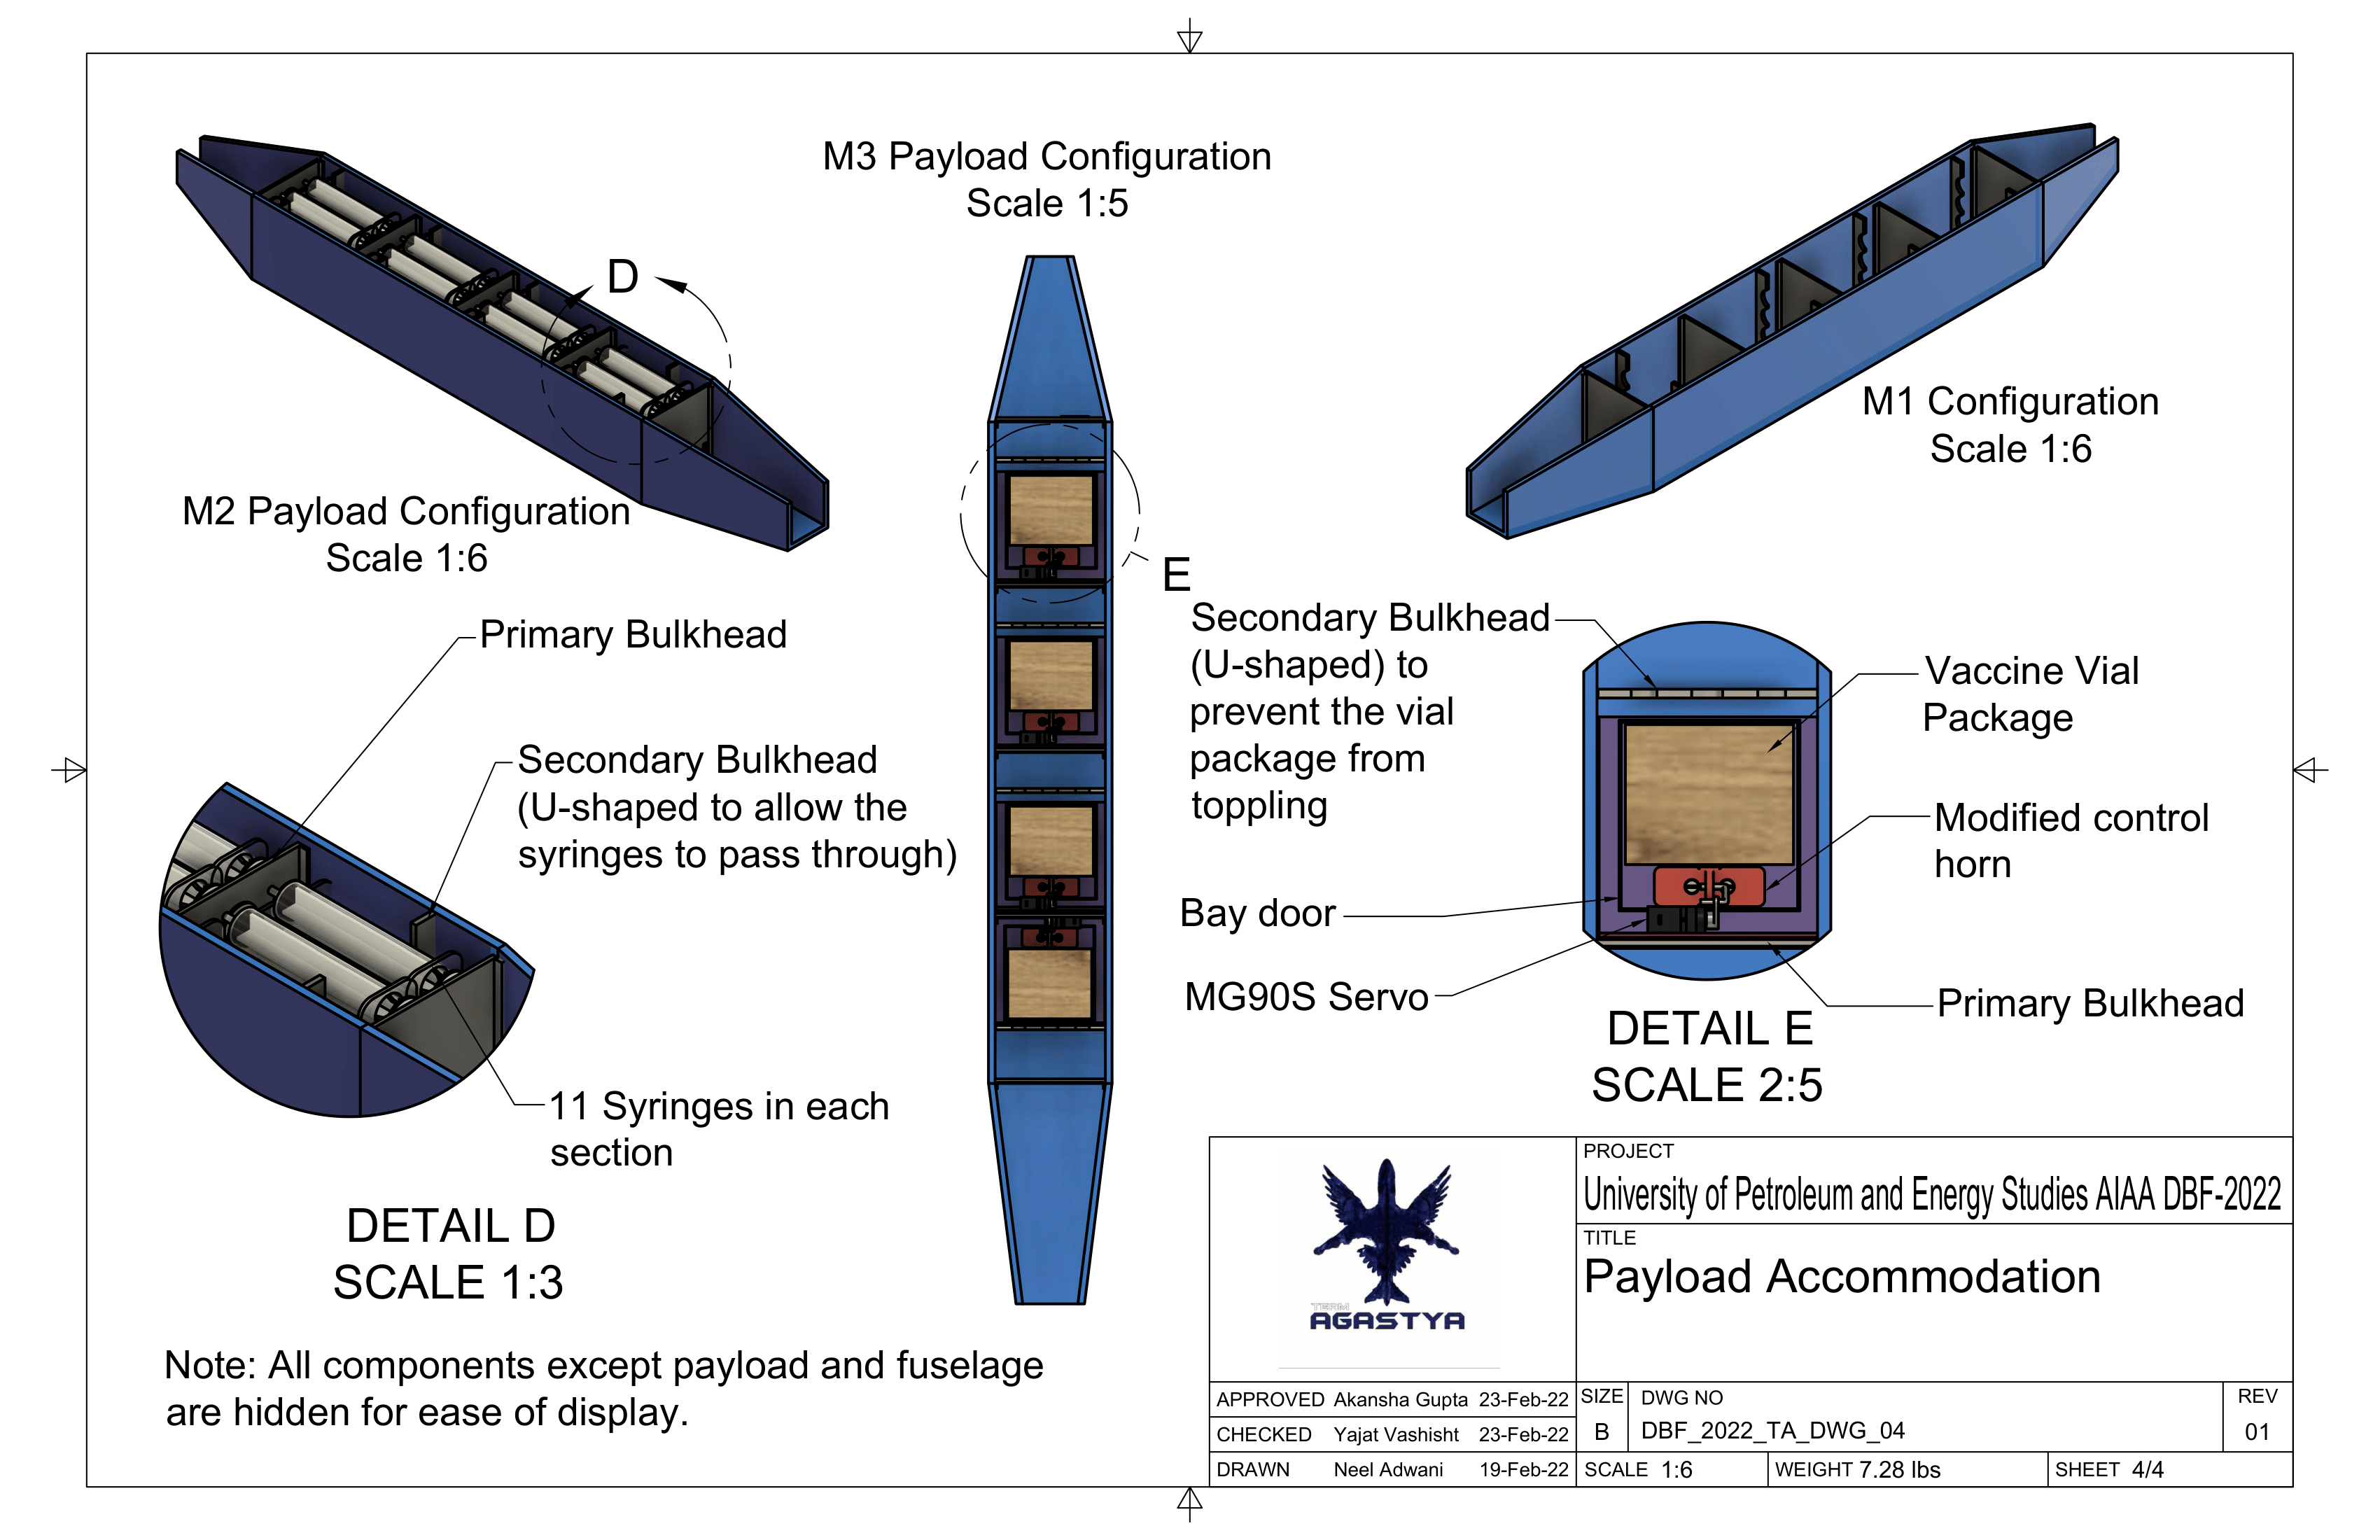 M3 Payload Configuration
Scale 1:5
D
M2 Payload Configuration
Scale 1:6
M1 Configuration
Scale 1:6
E
Primary Bulkhead
Secondary Bulkhead
(U-shaped to allow the
syringes to pass through)
11 Syringes in each
section
DETAIL D
SCALE 1:3
Secondary Bulkhead
(U-shaped) to
prevent the vial
package from
toppling
Bay door
MG90S Servo
Vaccine Vial
Package
Modified control
horn
Primary Bulkhead
DETAIL E
SCALE 2:5
Note: All components except payload and fuselage
are hidden for ease of display.
TEAM
AGASTYA
PROJECT
University of Petroleum and Energy Studies AIAA DBF-2022
TITLE
Payload Accommodation
APPROVED Akansha Gupta 23-Feb-22
CHECKED Yajat Vashisht 23-Feb-22
DRAWN Neel Adwani 19-Feb-22
SIZE
B
DWG NO
DBF_2022_TA_DWG_04
REV
01
SCALE 1:6
WEIGHT 7.28 lbs
SHEET 4/4